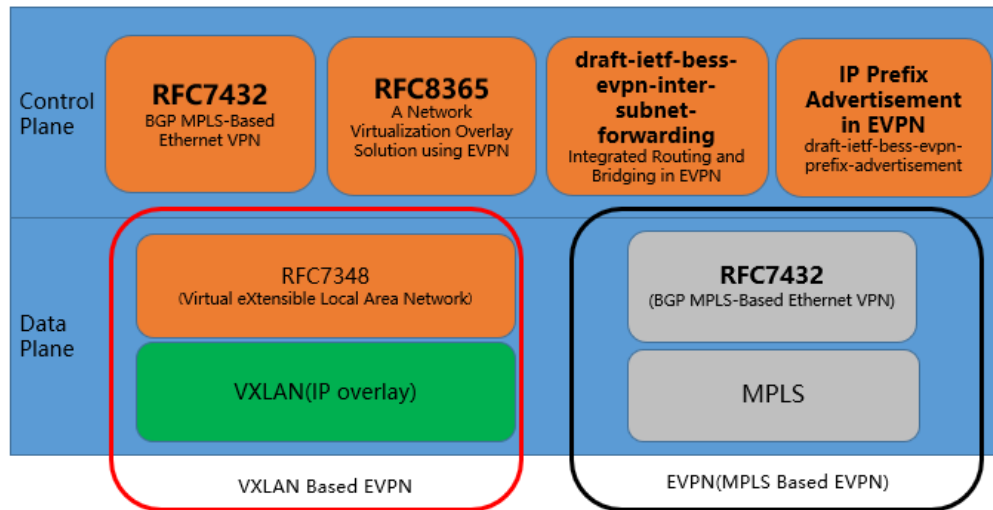 Control
Plane
RFC7432
BGP MPLS-Based
Ethernet VPN
RFC8365
A Network
Virtualization Overlay
Solution using EVPN
draft-ietf-bess-
evpn-inter-
subnet-
forwarding
Integrated Routing and
Bridging in EVPN
IP Prefix
Advertisement
in EVPN
draft-ietf-bess-evpn-
prefix-advertisement
Data
Plane
RFC7348
(Virtual eXtensible Local Area Network)
VXLAN(IP overlay)
RFC7432
(BGP MPLS-Based Ethernet VPN)
MPLS
VXLAN Based EVPN
EVPN(MPLS Based EVPN)